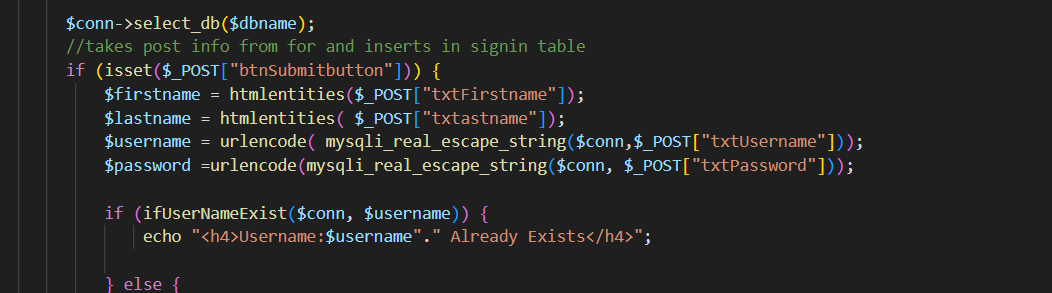 $conn->select_db($dbname);
//takes post info from for and inserts in signin table
if (isset($_POST["btnSubmitbutton"])) {
$firstname = htmlentities($_POST["txtFirstname"]);
$lastname = htmlentities( $_POST["txtastname"]);
$username = urlencode( mysqli_real_escape_string($conn,$_POST["txtUsername"]));
$password =urlencode(mysqli_real_escape_string($conn, $_POST["txtPassword"]));
if (ifUserNameExist($conn, $username)) {
echo "<h4>Username:$username"." Already Exists</h4>";
} else {